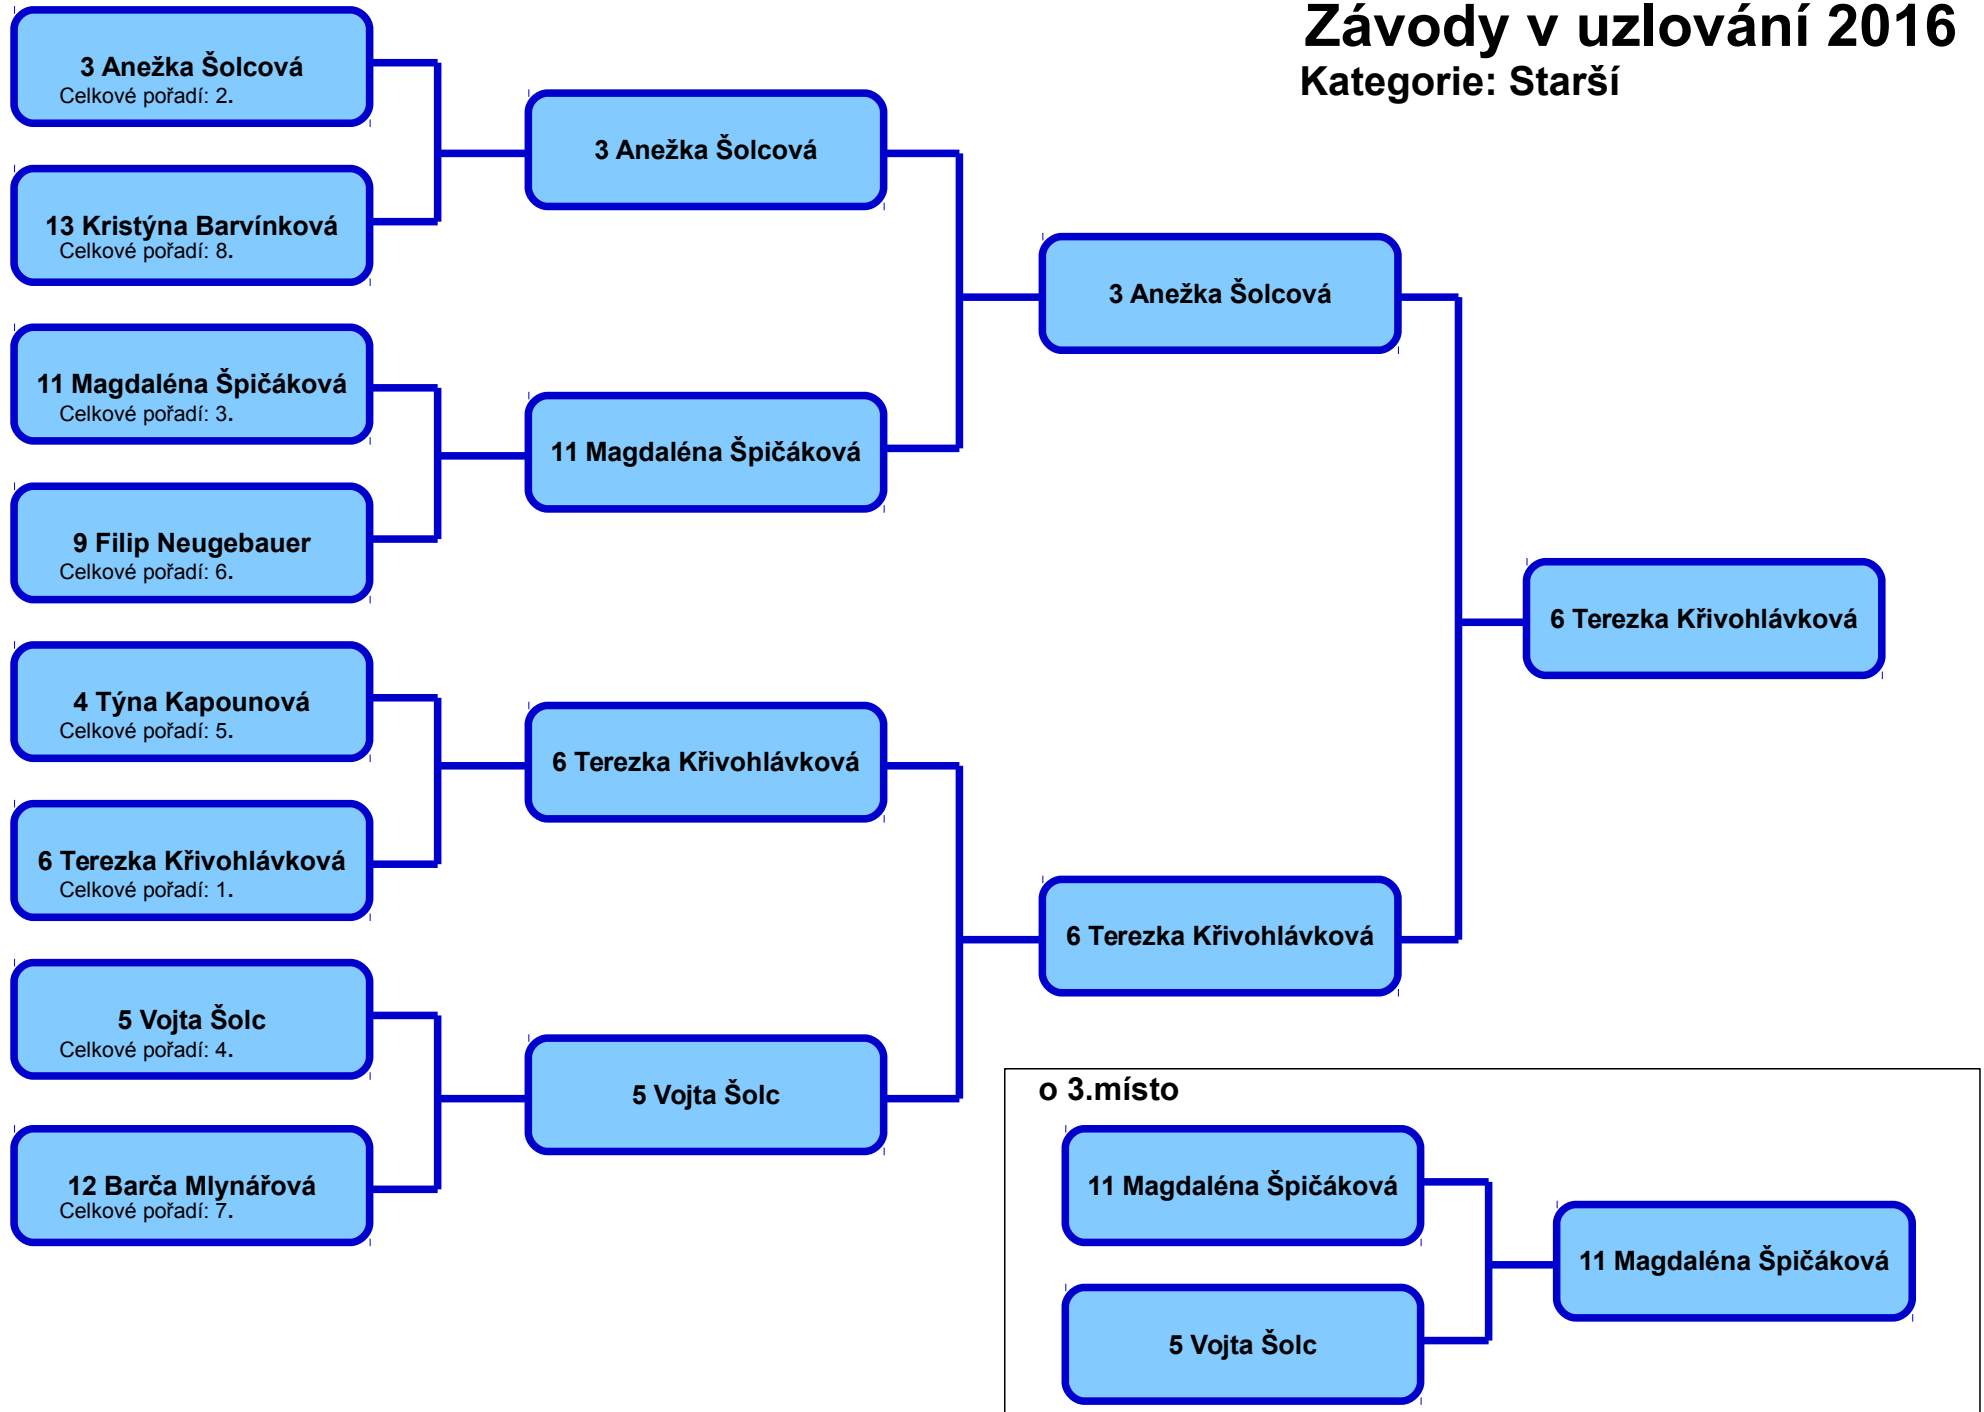 Závody v uzlování 2016
Kategorie: Starší
3 Anežka Šolcová
Celkové pořadí: 2.
13 Kristýna Barvínková
Celkové pořadí: 8.
11 Magdaléna Špičáková
Celkové pořadí: 3.
9 Filip Neugebauer
Celkové pořadí: 6.
4 Týna Kapounová
Celkové pořadí: 5.
6 Terezka Křivohlávková
Celkové pořadí: 1.
5 Vojta Šolc
Celkové pořadí: 4.
12 Barča Mlynářová
Celkové pořadí: 7.
3 Anežka Šolcová
11 Magdaléna Špičáková
6 Terezka Křivohlávková
5 Vojta Šolc
3 Anežka Šolcová
6 Terezka Křivohlávková
6 Terezka Křivohlávková
o 3.místo
11 Magdaléna Špičáková
5 Vojta Šolc
11 Magdaléna Špičáková